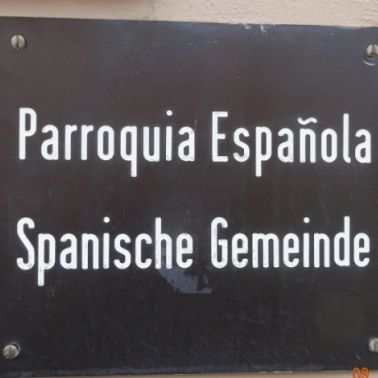 Parroquia Española
Spanische Gemeinde